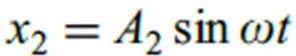 x₂ = A₂ sin ωt